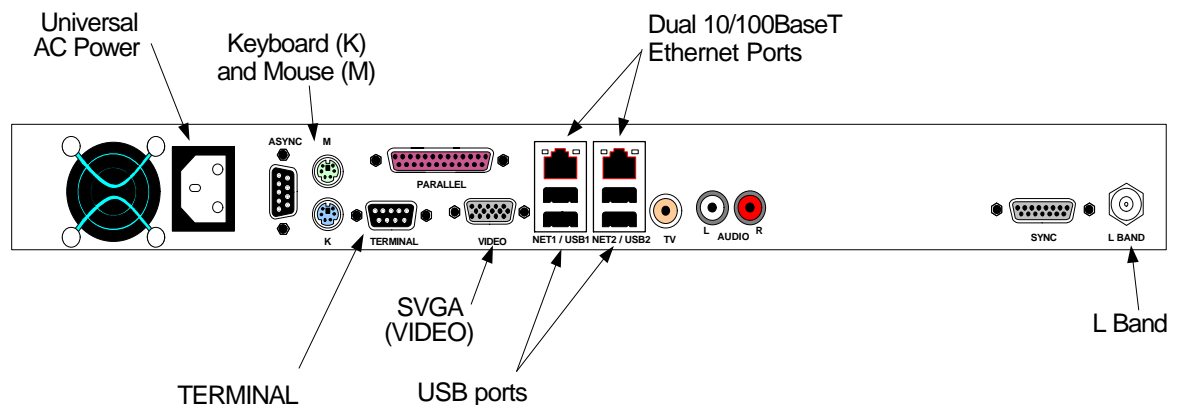 Universal
AC Power
Keyboard (K)
and Mouse (M)
Dual 10/100BaseT
Ethernet Ports
ASYNC
M
PARALLEL
K
TERMINAL
VIDEO
NET1 / USB1
NET2 / USB2
TV
L
AUDIO
R
SYNC
L BAND
SVGA
(VIDEO)
L Band
TERMINAL
USB ports